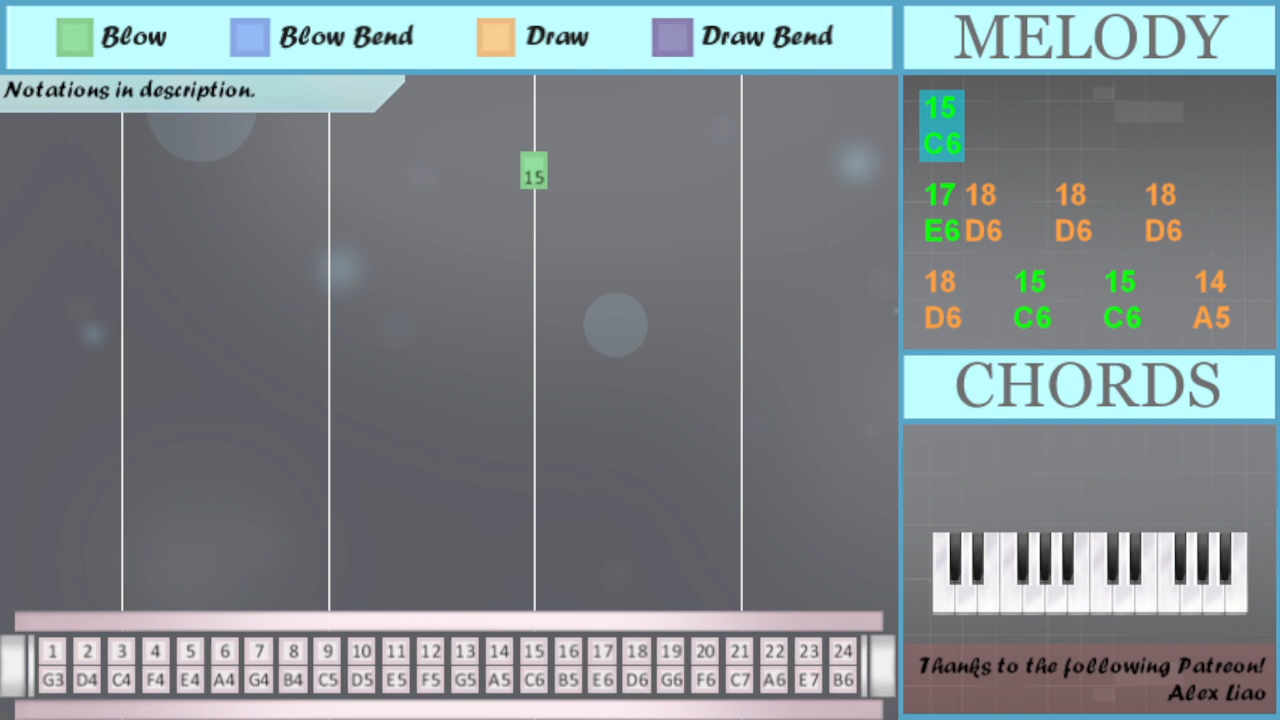 Blow Blow Bend Draw Draw Bend
MELODY
Notations in description.
15
C6
17 18 18 18
E6 D6 D6 D6
18 15 15 14
D6 C6 C6 A5
15
CHORDS
Thanks to the following Patreon!
Alex Liao
1 2 3 4 5 6 7 8 9 10 11 12 13 14 15 16 17 18 19 20 21 22 23 24
G3 D4 C4 F4 E4 A4 G4 B4 C5 D5 E5 F5 G5 A5 C6 B5 E6 D6 G6 F6 C7 A6 E7 B6